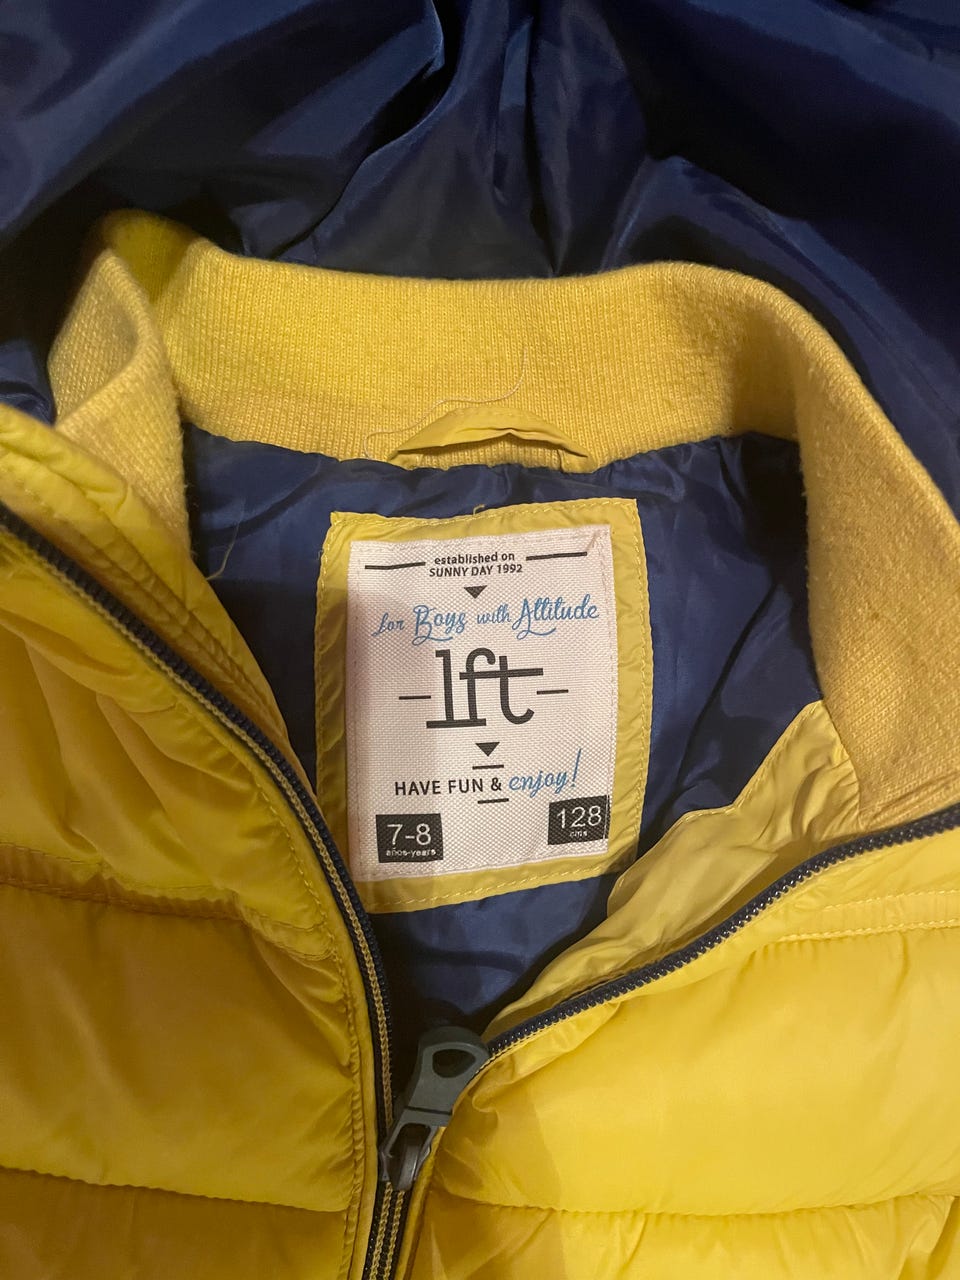 established on
SUNNY DAY 1992
for Boys with Attitude
lft
HAVE FUN & enjoy!
7-8
años-years
128
cms